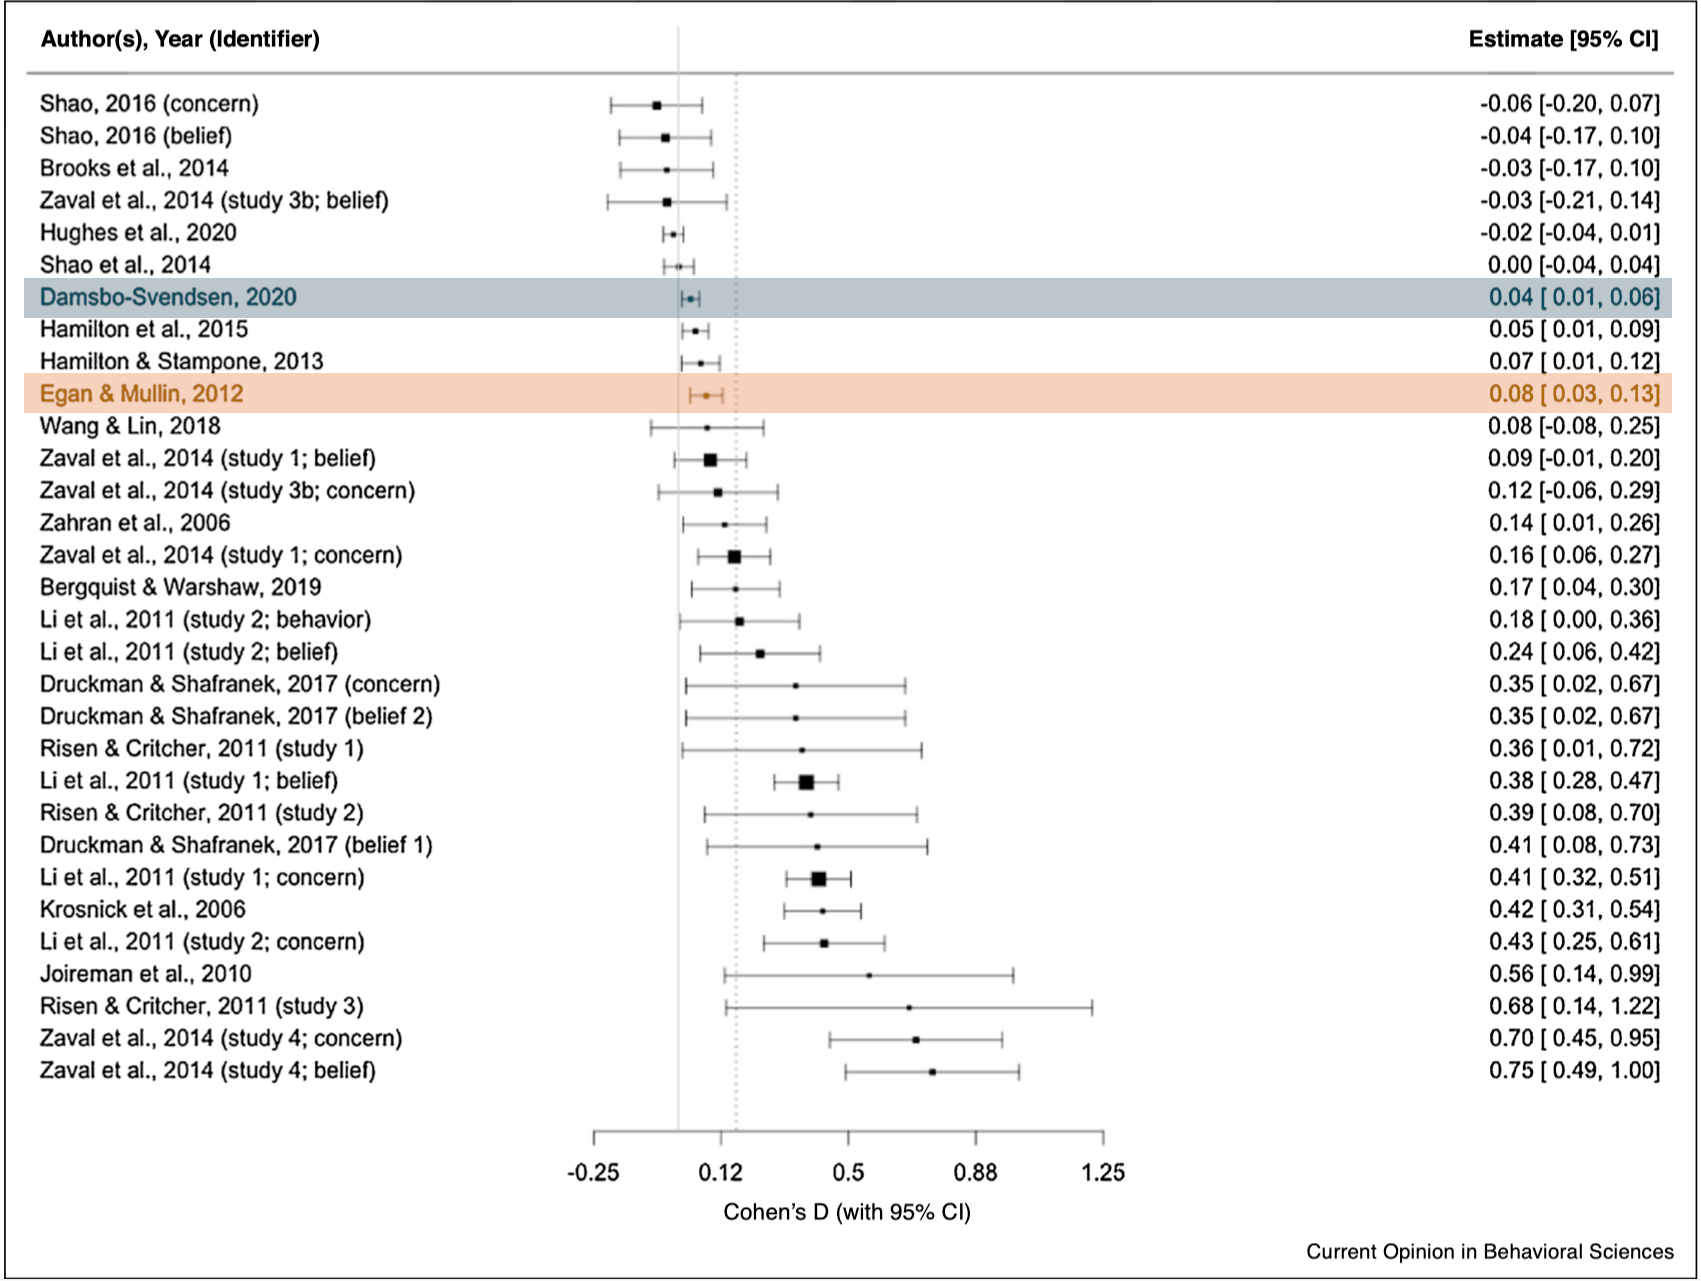 Author(s), Year (Identifier) Estimate [95% CI]
Shao, 2016 (concern) -0.06 [-0.20, 0.07]
Shao, 2016 (belief) -0.04 [-0.17, 0.10]
Brooks et al., 2014 -0.03 [-0.17, 0.10]
Zaval et al., 2014 (study 3b; belief) -0.03 [-0.21, 0.14]
Hughes et al., 2020 -0.02 [-0.04, 0.01]
Shao et al., 2014 0.00 [-0.04, 0.04]
Damsbo-Svendsen, 2020 0.04 [ 0.01, 0.06]
Hamilton et al., 2015 0.05 [ 0.01, 0.09]
Hamilton & Stampone, 2013 0.07 [ 0.01, 0.12]
Egan & Mullin, 2012 0.08 [ 0.03, 0.13]
Wang & Lin, 2018 0.08 [-0.08, 0.25]
Zaval et al., 2014 (study 1; belief) 0.09 [-0.01, 0.20]
Zaval et al., 2014 (study 3b; concern) 0.12 [-0.06, 0.29]
Zahran et al., 2006 0.14 [ 0.01, 0.26]
Zaval et al., 2014 (study 1; concern) 0.16 [ 0.06, 0.27]
Bergquist & Warshaw, 2019 0.17 [ 0.04, 0.30]
Li et al., 2011 (study 2; behavior) 0.18 [ 0.00, 0.36]
Li et al., 2011 (study 2; belief) 0.24 [ 0.06, 0.42]
Druckman & Shafranek, 2017 (concern) 0.35 [ 0.02, 0.67]
Druckman & Shafranek, 2017 (belief 2) 0.35 [ 0.02, 0.67]
Risen & Critcher, 2011 (study 1) 0.36 [ 0.01, 0.72]
Li et al., 2011 (study 1; belief) 0.38 [ 0.28, 0.47]
Risen & Critcher, 2011 (study 2) 0.39 [ 0.08, 0.70]
Druckman & Shafranek, 2017 (belief 1) 0.41 [ 0.08, 0.73]
Li et al., 2011 (study 1; concern) 0.41 [ 0.32, 0.51]
Krosnick et al., 2006 0.42 [ 0.31, 0.54]
Li et al., 2011 (study 2; concern) 0.43 [ 0.25, 0.61]
Joireman et al., 2010 0.56 [ 0.14, 0.99]
Risen & Critcher, 2011 (study 3) 0.68 [ 0.14, 1.22]
Zaval et al., 2014 (study 4; concern) 0.70 [ 0.45, 0.95]
Zaval et al., 2014 (study 4; belief) 0.75 [ 0.49, 1.00]
-0.25 0.12 0.5 0.88 1.25
Cohen's D (with 95% CI)
Current Opinion in Behavioral Sciences